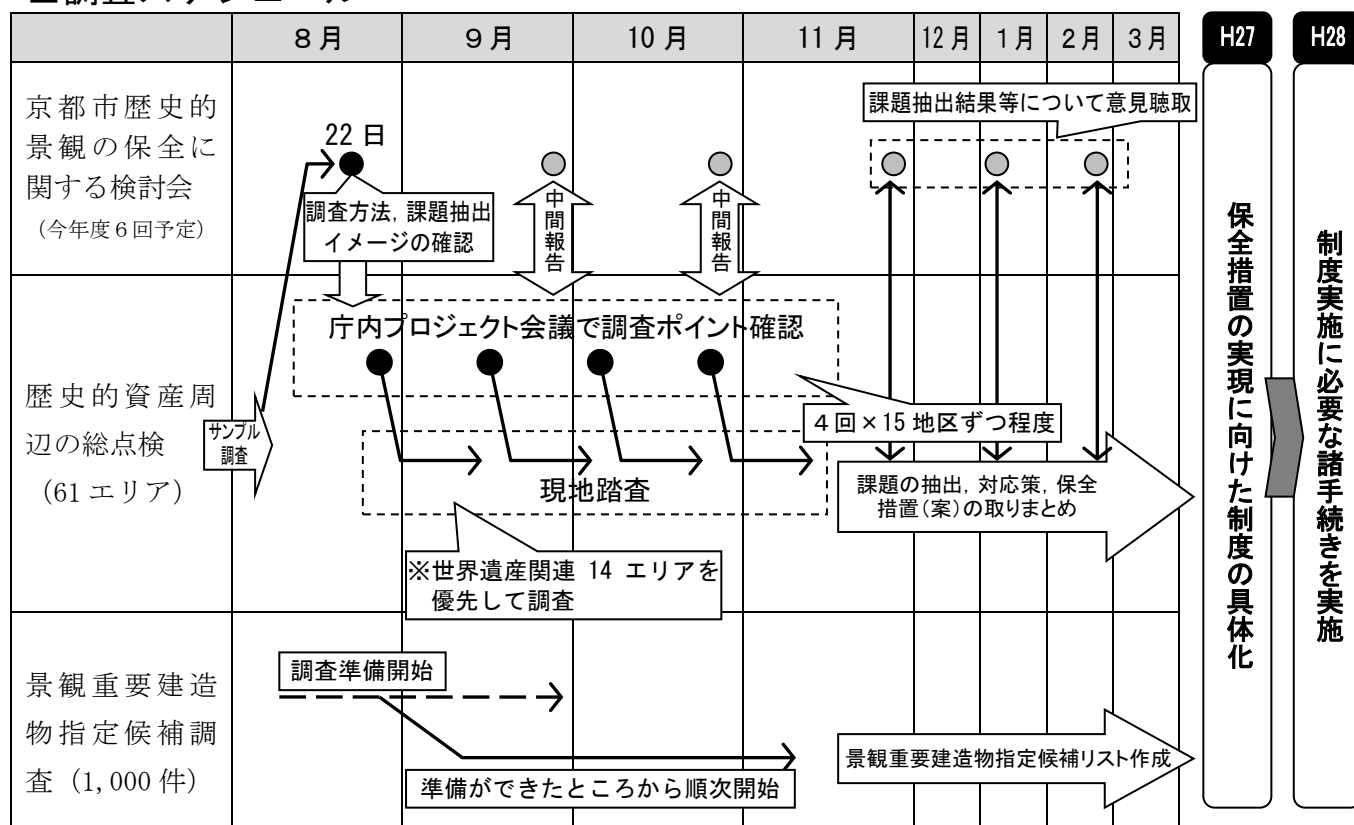 8月 9月 10月 11月 12月 1月 2月 3月 H27 H28
京都市歴史的
景観の保全に
関する検討会
（今年度6回予定）
22日
調査方法，課題抽出
イメージの確認
中間報告
中間報告
課題抽出結果等について意見聴取
歴史的資産周
辺の総点検
（61エリア）
サンプル
調査
庁内プロジェクト会議で調査ポイント確認
4回×15地区ずつ程度
現地踏査
※世界遺産関連 14 エリアを
優先して調査
課題の抽出，対応策，保全
措置（案）の取りまとめ
景観重要建造
物指定候補調
査（1,000件）
調査準備開始
準備ができたところから順次開始
景観重要建造物指定候補リスト作成
保全措置の実現に向けた制度の具体化
制度実施に必要な諸手続きを実施